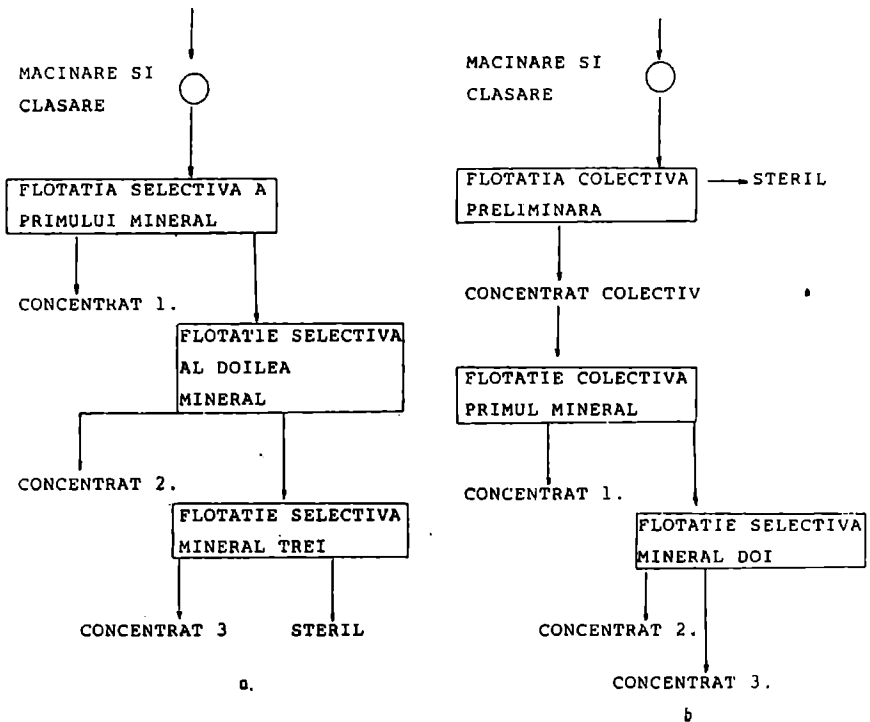 MACINARE SI
CLASARE
FLOTATIA SELECTIVA A
PRIMULUI MINERAL
CONCENTRAT 1.
FLOTATIE SELECTIVA
AL DOILEA
MINERAL
CONCENTRAT 2.
FLOTATIE SELECTIVA
MINERAL TREI
CONCENTRAT 3
STERIL
a.
MACINARE SI
CLASARE
FLOTATIA COLECTIVA
PRELIMINARA
STERIL
CONCENTRAT COLECTIV
FLOTATIE COLECTIVA
PRIMUL MINERAL
CONCENTRAT 1.
FLOTATIE SELECTIVA
MINERAL DOI
CONCENTRAT 2.
CONCENTRAT 3.
b